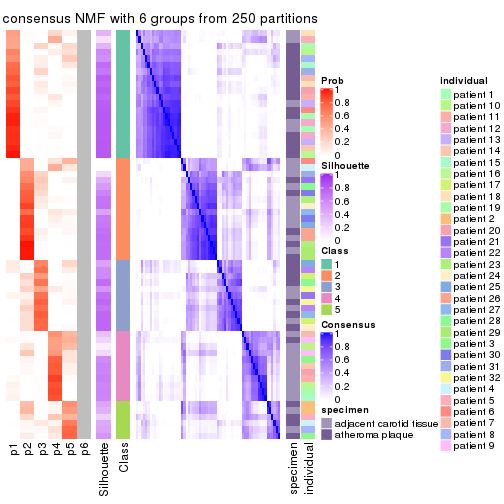 consensus NMF with 6 groups from 250 partitions
p1
p2
p3
p4
p5
p6
Silhouette
Class
specimen
individual
Prob
1
0.8
0.6
0.4
0.2
0
Silhouette
1
0.8
0.6
0.4
0.2
0
Class
1
2
3
4
5
Consensus
1
0.8
0.6
0.4
0.2
0
specimen
adjacent carotid tissue
atheroma plaque
individual
patient 1
patient 10
patient 11
patient 12
patient 13
patient 14
patient 15
patient 16
patient 17
patient 18
patient 19
patient 2
patient 20
patient 21
patient 22
patient 23
patient 24
patient 25
patient 26
patient 27
patient 28
patient 29
patient 3
patient 30
patient 31
patient 32
patient 4
patient 5
patient 6
patient 7
patient 8
patient 9